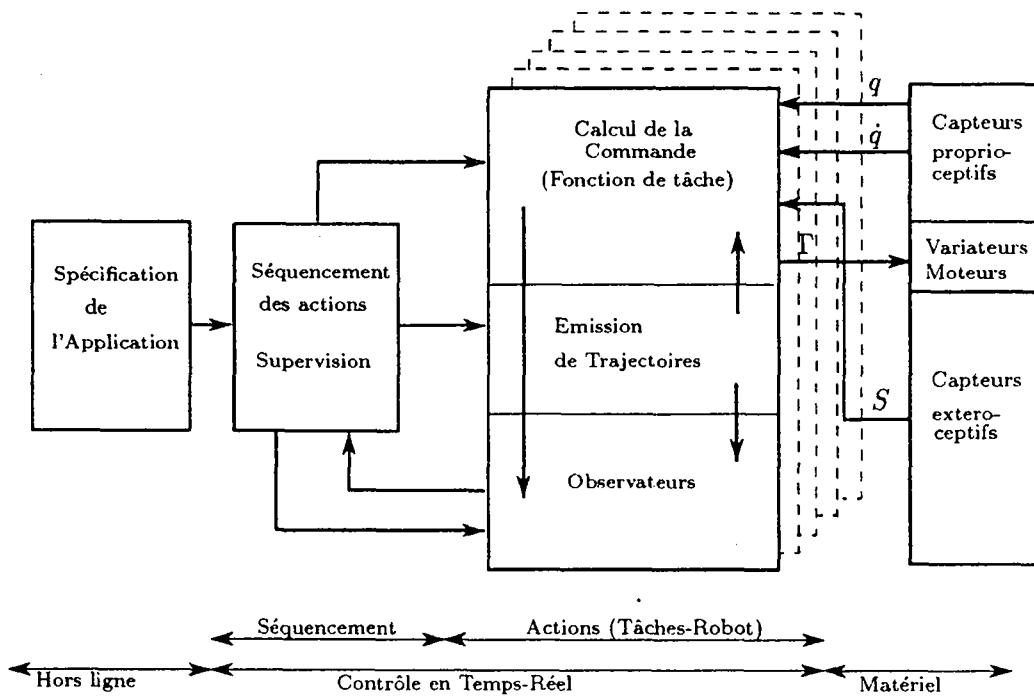 Spécification
de
l'Application
Séquencement
des actions
Supervision
Calcul de la
Commande
(Fonction de tâche)
Emission
de Trajectoires
Observateurs
q
q̇
Γ
S
Capteurs
proprio-
ceptifs
Variateurs
Moteurs
Capteurs
extero-
ceptifs
Séquencement
Actions (Tâches-Robot)
Hors ligne
Contrôle en Temps-Réel
Matériel